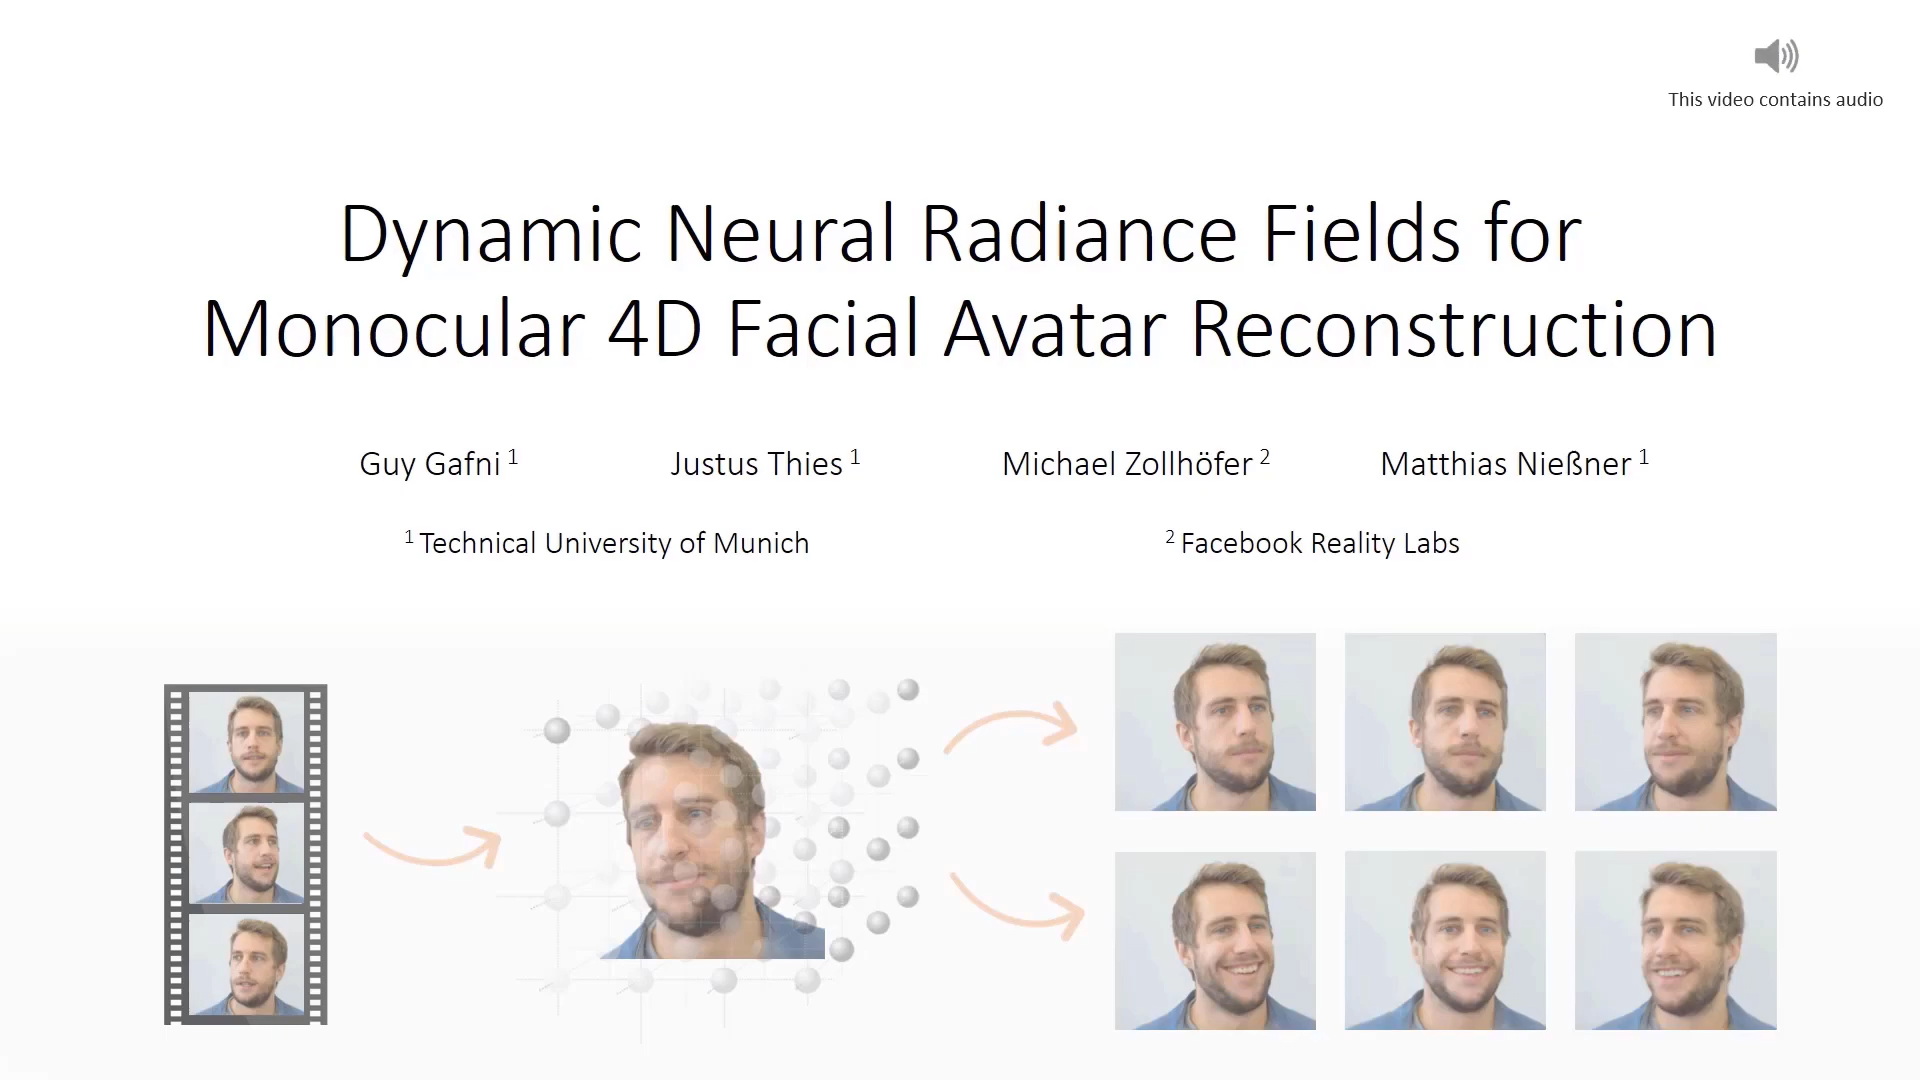 This video contains audio
Dynamic Neural Radiance Fields for
Monocular 4D Facial Avatar Reconstruction
Guy Gafni 1 Justus Thies 1 Michael Zollhöfer 2 Matthias Nießner 1
1 Technical University of Munich 2 Facebook Reality Labs